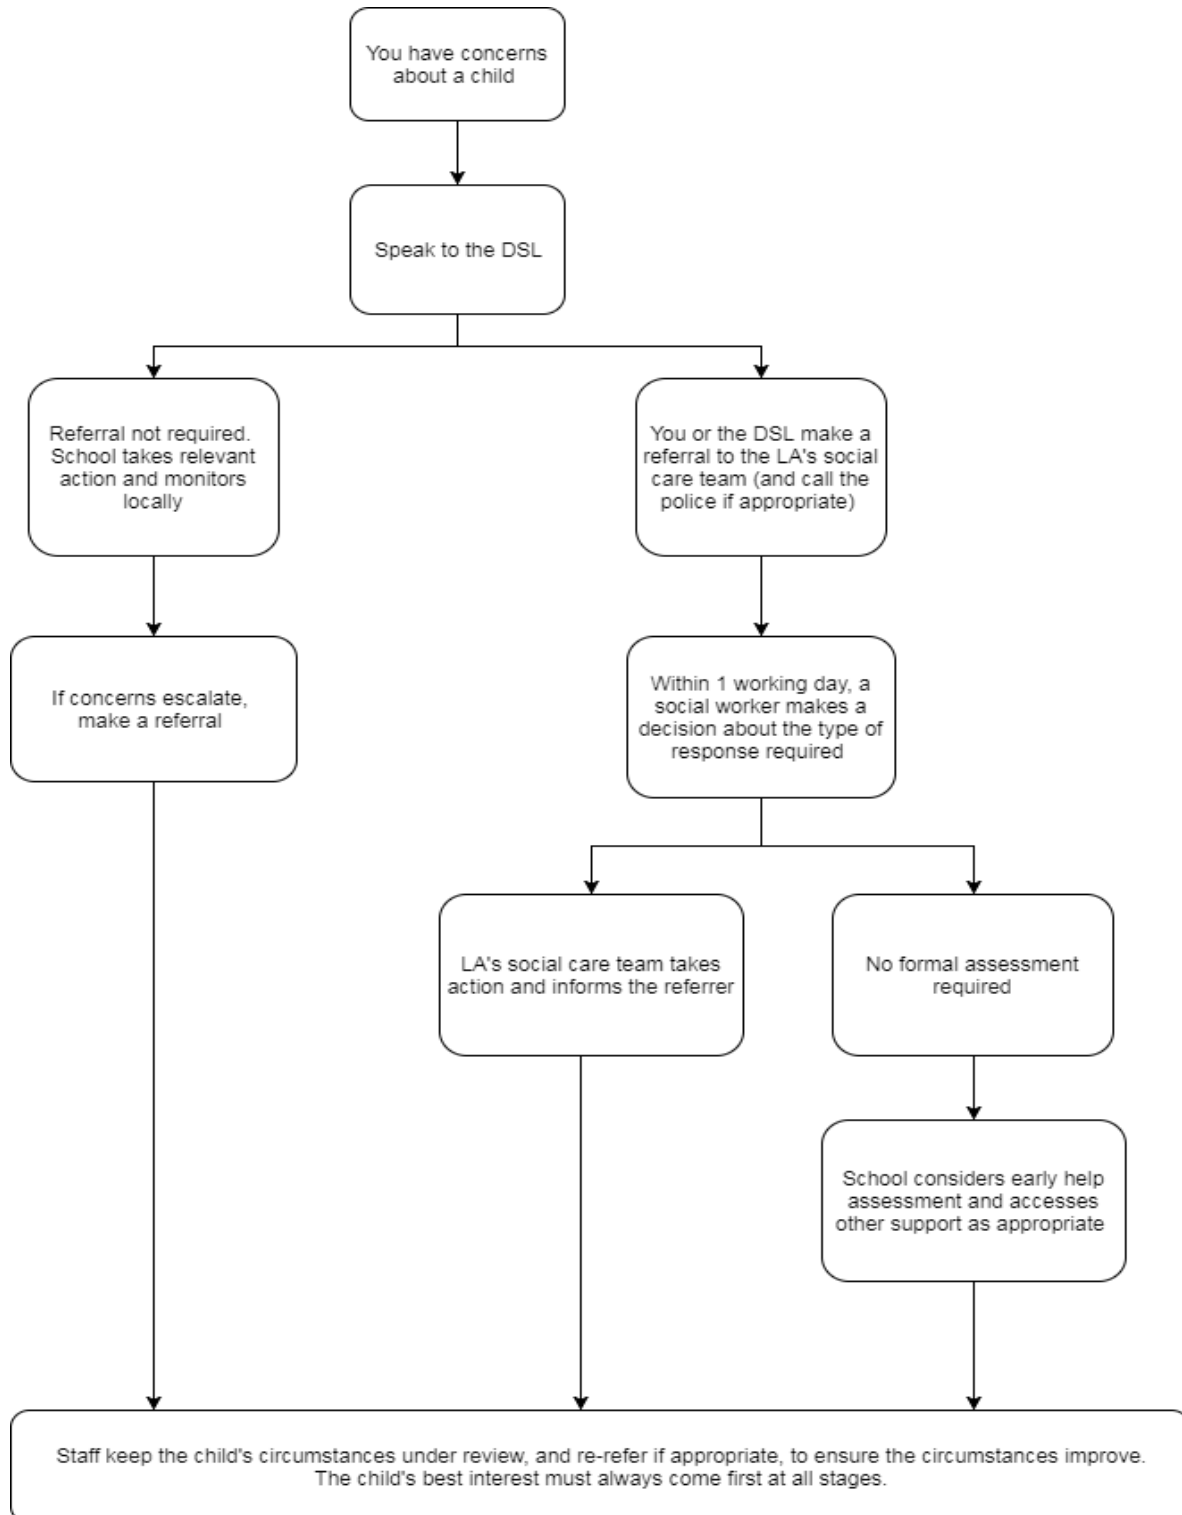 You have concerns
about a child
Speak to the DSL
Referral not required.
School takes relevant
action and monitors
locally
You or the DSL make a
referral to the LA's social
care team (and call the
police if appropriate)
If concerns escalate,
make a referral
Within 1 working day, a
social worker makes a
decision about the type of
response required
LA's social care team takes
action and informs the referrer
No formal assessment
required
School considers early help
assessment and accesses
other support as appropriate
Staff keep the child's circumstances under review, and re-refer if appropriate, to ensure the circumstances improve.
The child's best interest must always come first at all stages.